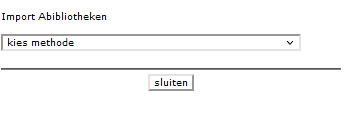 Import Abibliotheken
kies methode
sluiten